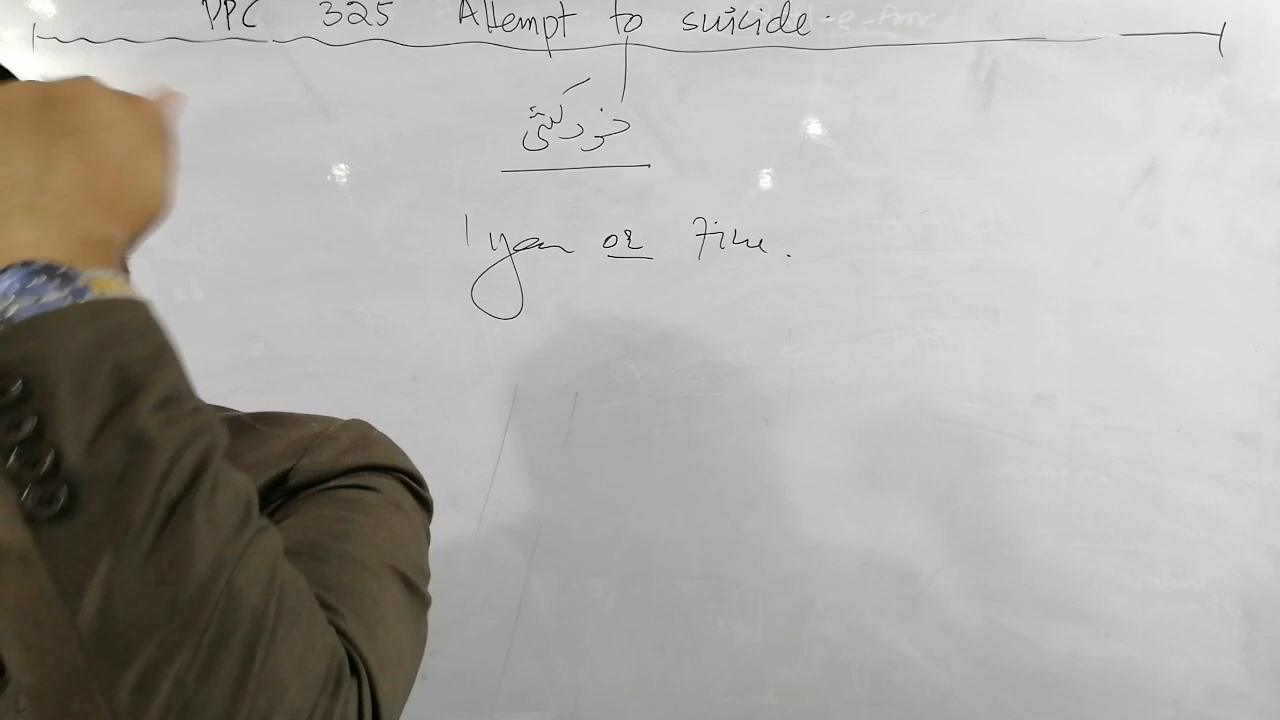 PPC 325 Attempt to suicide.
خودکشی
1 year or Fine.